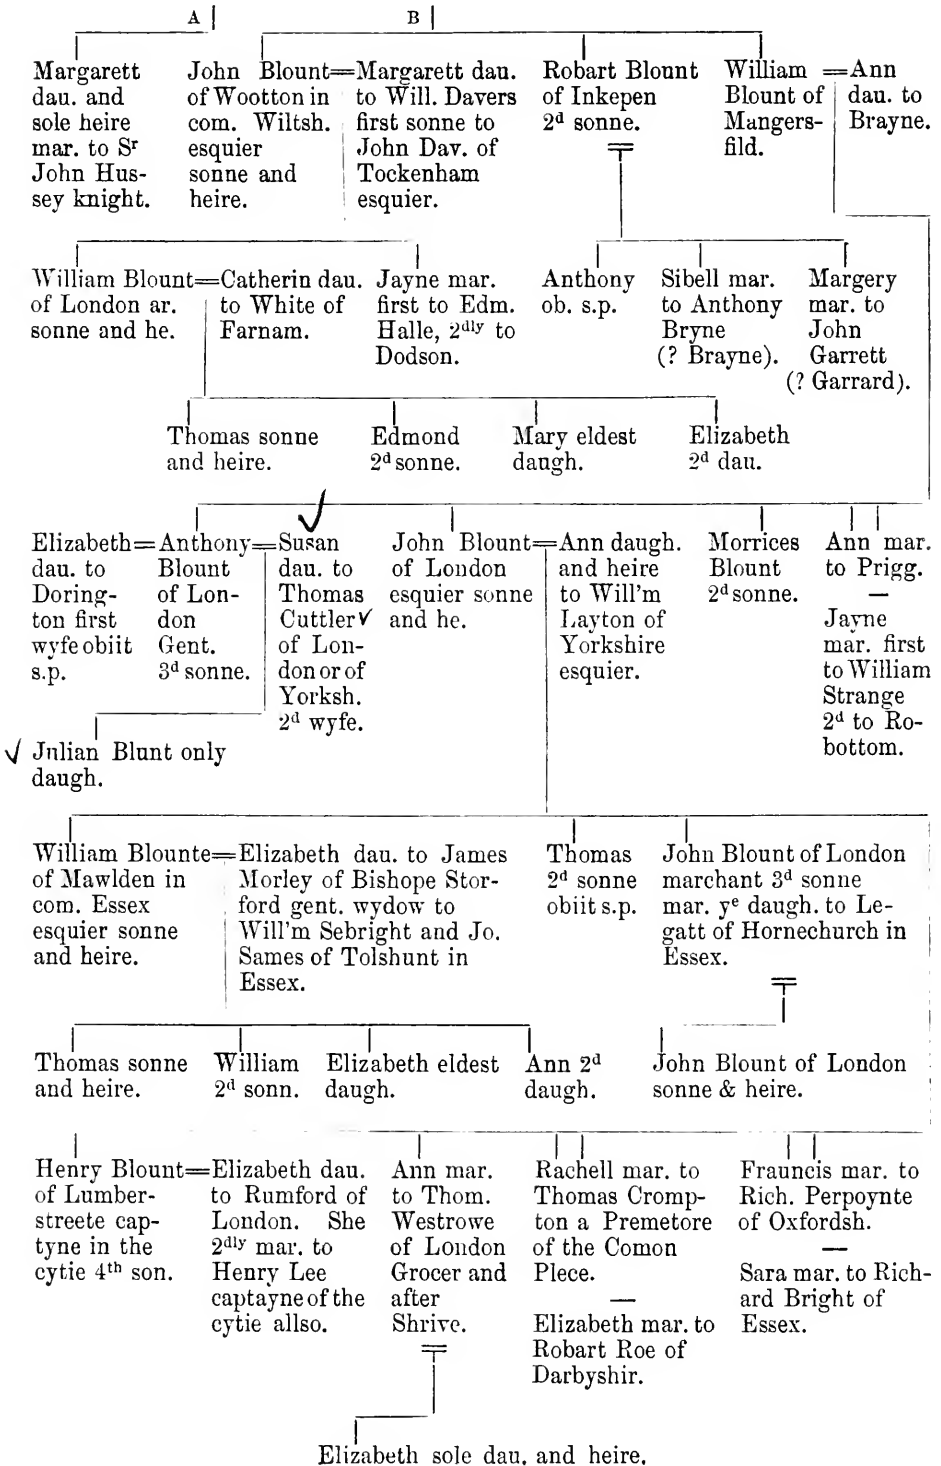 A B
Margarett
dau. and
sole heire
mar. to Sʳ
John Hus-
sey knight.
John Blount=Margarett dau.
of Wootton in to Will. Davers
com. Wiltsh. first sonne to
esquier John Dav. of
sonne and Tockenham
heire. esquier.
Robart Blount
of Inkepen
2ᵈ sonne.
William =Ann
Blount of dau. to
Mangers- Brayne.
fild.
William Blount=Catherin dau.
of London ar. to White of
sonne and he. Farnam.
Jayne mar.
first to Edm.
Halle, 2ᵈˡʸ to
Dodson.
Anthony
ob. s.p.
Sibell mar.
to Anthony
Bryne
(? Brayne).
Margery
mar. to
John
Garrett
(? Garrard).
Thomas sonne
and heire.
Edmond
2ᵈ sonne.
Mary eldest
daugh.
Elizabeth
2ᵈ dau.
Elizabeth=Anthony=Susan
dau. to Blount dau. to
Doring- of Lon- Thomas
ton first don Cuttler✓
wyfe obiit Gent. of Lon-
s.p. 3ᵈ sonne. don or of
Yorksh.
2ᵈ wyfe.
John Blount=Ann daugh.
of London and heire
esquier sonne to Will'm
and he. Layton of
Yorkshire
esquier.
Morrices
Blount
2ᵈ sonne.
Ann mar.
to Prigg.
—
Jayne
mar. first
to William
Strange
2ᵈ to Ro-
bottom.
✓ Julian Blunt only
daugh.
William Blounte=Elizabeth dau. to James
of Mawlden in Morley of Bishope Stor-
com. Essex ford gent. wydow to
esquier sonne Will'm Sebright and Jo.
and heire. Sames of Tolshunt in
Essex.
Thomas
2ᵈ sonne
obiit s.p.
John Blount of London
marchant 3ᵈ sonne
mar. yᵉ daugh. to Le-
gatt of Hornechurch in
Essex.
Thomas sonne
and heire.
William
2ᵈ sonn.
Elizabeth eldest
daugh.
Ann 2ᵈ
daugh.
John Blount of London
sonne & heire.
Henry Blount=Elizabeth dau.
of Lumber- to Rumford of
streete cap- London. She
tyne in the 2ᵈˡʸ mar. to
cytie 4ᵗʰ son. Henry Lee
captayne of the
cytie allso.
Ann mar.
to Thom.
Westrowe
of London
Grocer and
after
Shrive.
Rachell mar. to
Thomas Cromp-
ton a Premetore
of the Comon
Plece.
—
Elizabeth mar. to
Robart Roe of
Darbyshir.
Frauncis mar. to
Rich. Perpoynte
of Oxfordsh.
—
Sara mar. to Rich-
ard Bright of
Essex.
Elizabeth sole dau. and heire.